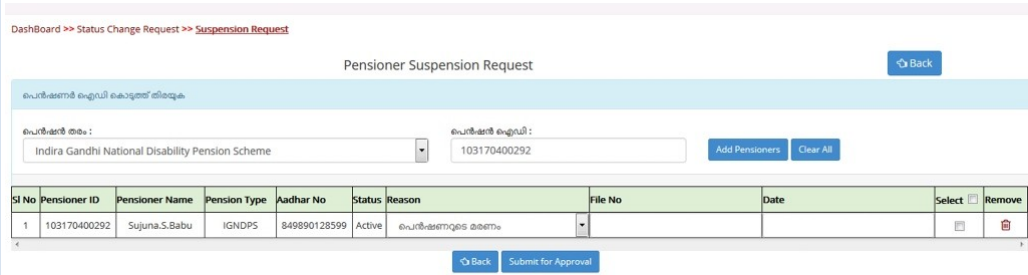 DashBoard >> Status Change Request >> Suspension Request
Pensioner Suspension Request
Back
പെൻഷണർ ഐഡി കൊടുത്ത് തിരയുക
പെൻഷൻ തരം : പെൻഷൻ ഐഡി :
Indira Gandhi National Disability Pension Scheme 103170400292 Add Pensioners Clear All
Sl No Pensioner ID Pensioner Name Pension Type Aadhar No Status Reason File No Date Select Remove
1 103170400292 Sujuna.S.Babu IGNDPS 849890128599 Active പെൻഷണറുടെ മരണം
Back Submit for Approval